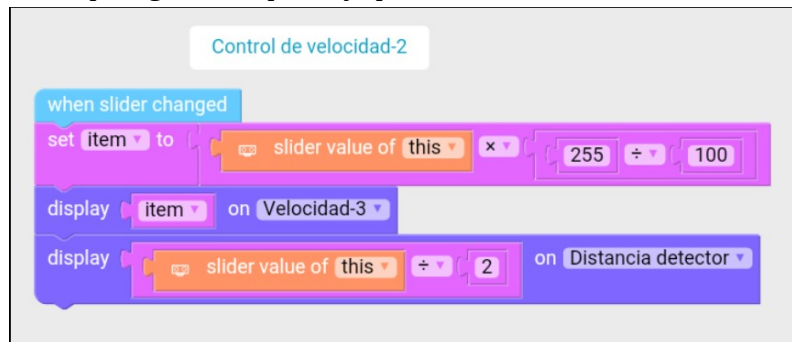 Control de velocidad-2
when slider changed
set item to slider value of this × 255 ÷ 100
display item on Velocidad-3
display slider value of this ÷ 2 on Distancia detector